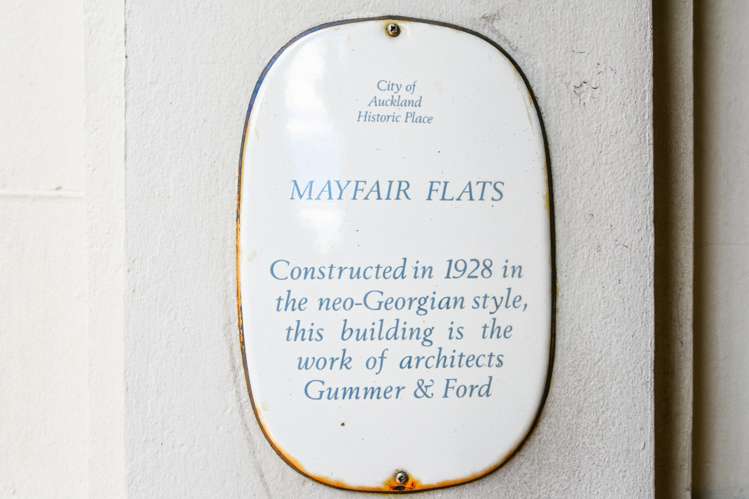 City of
Auckland
Historic Place
MAYFAIR FLATS
Constructed in 1928 in
the neo-Georgian style,
this building is the
work of architects
Gummer & Ford